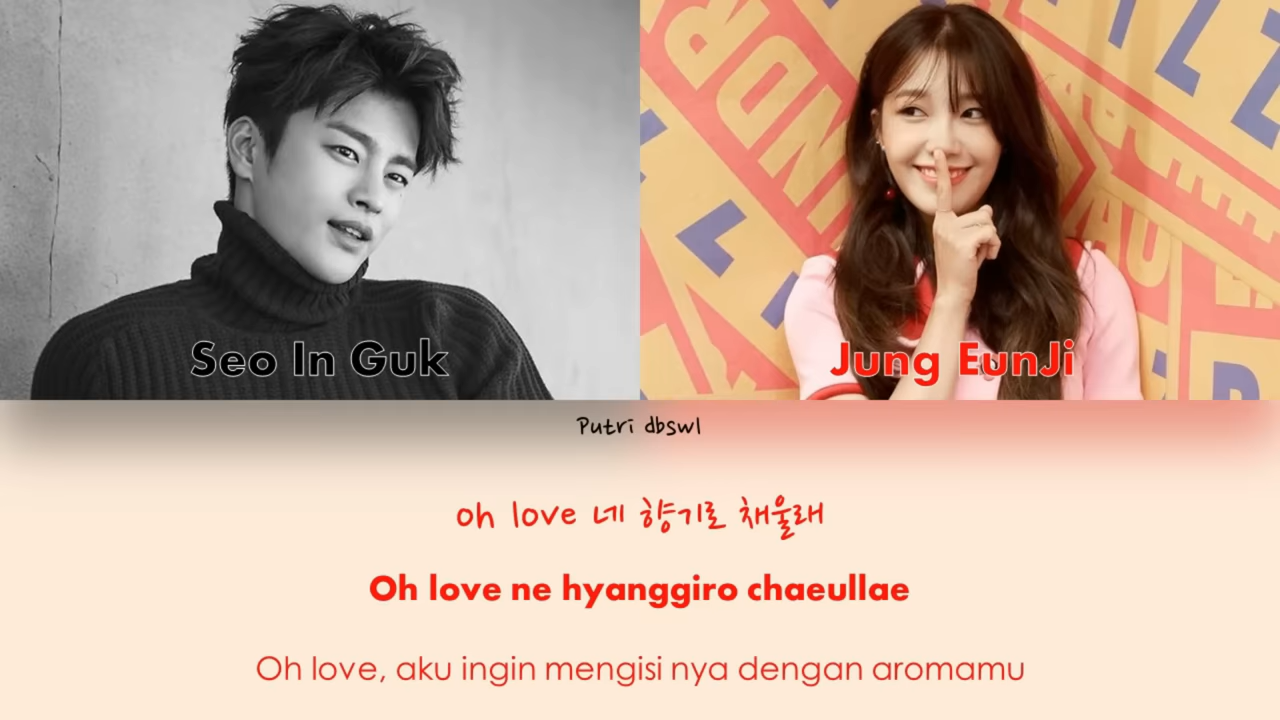 Seo In Guk
Jung EunJi
Putri dbswl
oh love 네 향기로 채울래
Oh love ne hyanggiro chaeullae
Oh love, aku ingin mengisi nya dengan aromamu